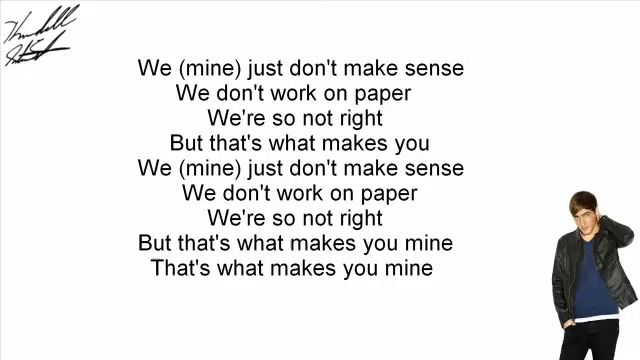 We (mine) just don't make sense
We don't work on paper
We're so not right
But that's what makes you
We (mine) just don't make sense
We don't work on paper
We're so not right
But that's what makes you mine
That's what makes you mine